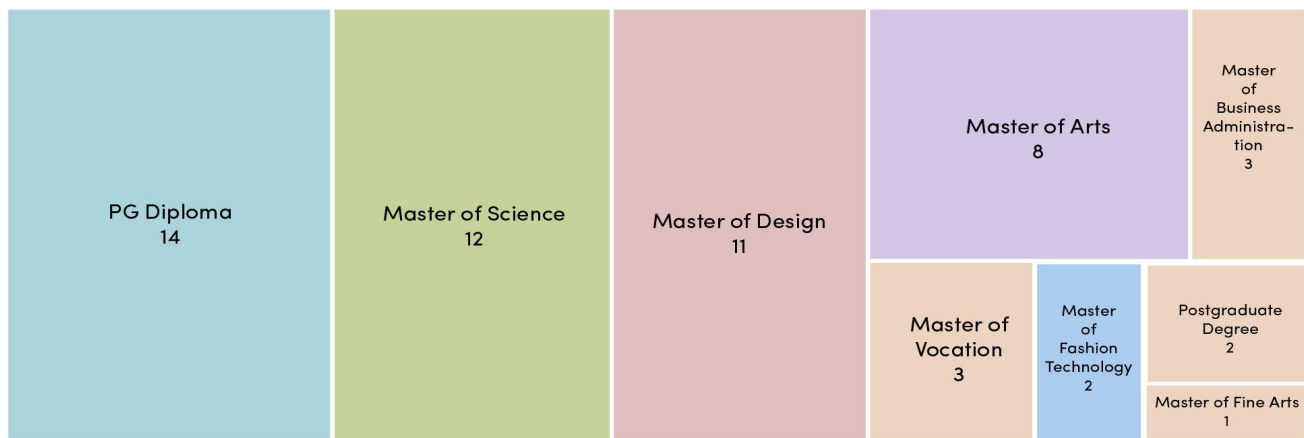 PG Diploma
14
Master of Science
12
Master of Design
11
Master of Arts
8
Master
of
Business
Administra-
tion
3
Master of
Vocation
3
Master
of
Fashion
Technology
2
Postgraduate
Degree
2
Master of Fine Arts
1